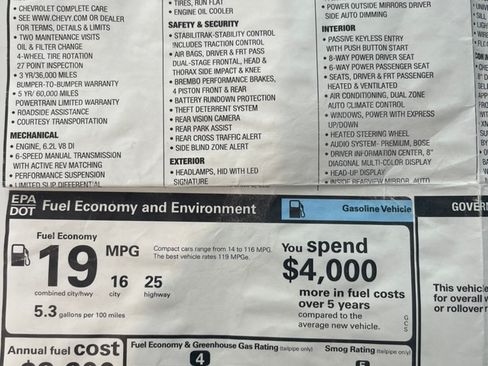 • CHEVROLET COMPLETE CARE
• SEE WWW.CHEVY.COM OR DEALER
FOR TERMS, DETAILS & LIMITS
• TWO MAINTENANCE VISITS
OIL & FILTER CHANGE
4-WHEEL TIRE ROTATION
27 POINT INSPECTION
• 3 YR/36,000 MILES
BUMPER-TO-BUMPER WARRANTY
• 5 YR/ 60,000 MILES
POWERTRAIN LIMITED WARRANTY
• ROADSIDE ASSISTANCE
• COURTESY TRANSPORTATION
MECHANICAL
• ENGINE, 6.2L V8 DI
• 6-SPEED MANUAL TRANSMISSION
WITH ACTIVE REV MATCHING
• PERFORMANCE SUSPENSION
• LIMITED SLIP DIFFERENTIAL
• TIRES, RUN FLAT
• ENGINE OIL COOLER
SAFETY & SECURITY
• STABILITRAK-STABILITY CONTROL
INCLUDES TRACTION CONTROL
• AIR BAGS, DRIVER & FRT PASS
DUAL-STAGE FRONTAL, HEAD &
THORAX SIDE IMPACT & KNEE
• BREMBO PERFORMANCE BRAKES,
4 PISTON FRONT & REAR
• BATTERY RUNDOWN PROTECTION
• THEFT DETERRENT SYSTEM
• REAR VISION CAMERA
• REAR PARK ASSIST
• REAR CROSS TRAFFIC ALERT
• SIDE BLIND ZONE ALERT
EXTERIOR
• HEADLAMPS, HID WITH LED
SIGNATURE
• POWER OUTSIDE MIRRORS DRIVER
SIDE AUTO DIMMING
INTERIOR
• PASSIVE KEYLESS ENTRY
WITH PUSH BUTTON START
• 8-WAY POWER DRIVER SEAT
• 6-WAY POWER PASSENGER SEAT
• SEATS, DRIVER & FRT PASSENGER
HEATED & VENTILATED
• AIR CONDITIONING, DUAL ZONE
AUTO CLIMATE CONTROL
• WINDOWS, POWER WITH EXPRESS
UP/DOWN
• HEATED STEERING WHEEL
• AUDIO SYSTEM- PREMIUM, BOSE
• DRIVER INFORMATION CENTER, 8"
DIAGONAL MULTI-COLOR DISPLAY
• HEAD-UP DISPLAY
• INSIDE REARVIEW MIRROR, AUTO
EPA
DOT Fuel Economy and Environment
Gasoline Vehicle
Fuel Economy
19 MPG
combined city/hwy
16
city
25
highway
5.3 gallons per 100 miles
Compact cars range from 14 to 116 MPG.
The best vehicle rates 119 MPGe.
You spend
$4,000
more in fuel costs
over 5 years
compared to the
average new vehicle.
Annual fuel cost
Fuel Economy & Greenhouse Gas Rating (tailpipe only)
4
Smog Rating (tailpipe only)
This vehicle
for overall
or rollover